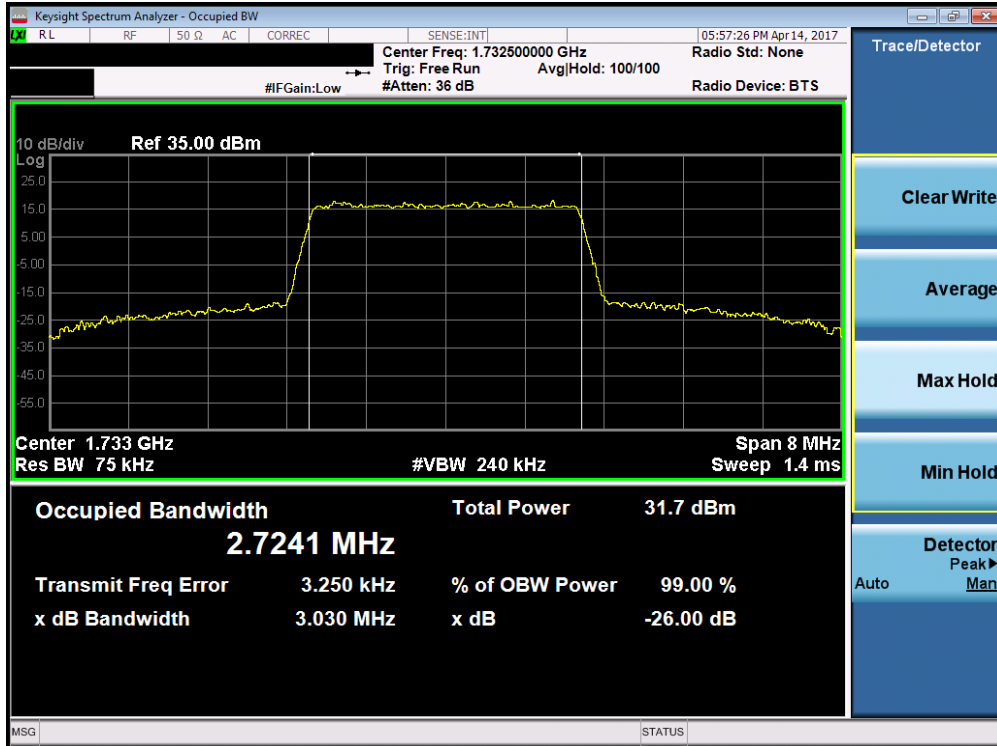 Keysight Spectrum Analyzer - Occupied BW
LXI RL RF 50 Ω AC CORREC SENSE:INT 05:57:26 PM Apr 14, 2017
Center Freq: 1.732500000 GHz Radio Std: None
Trig: Free Run Avg|Hold: 100/100
#IFGain:Low #Atten: 36 dB Radio Device: BTS
Trace/Detector
10 dB/div Ref 35.00 dBm
Log
25.0
15.0
5.00
-5.00
-15.0
-25.0
-35.0
-45.0
-55.0
Center 1.733 GHz Span 8 MHz
Res BW 75 kHz #VBW 240 kHz Sweep 1.4 ms
Occupied Bandwidth Total Power 31.7 dBm
2.7241 MHz
Transmit Freq Error 3.250 kHz % of OBW Power 99.00 %
x dB Bandwidth 3.030 MHz x dB -26.00 dB
Clear Write
Average
Max Hold
Min Hold
Detector
Peak▶
Auto Man
MSG STATUS